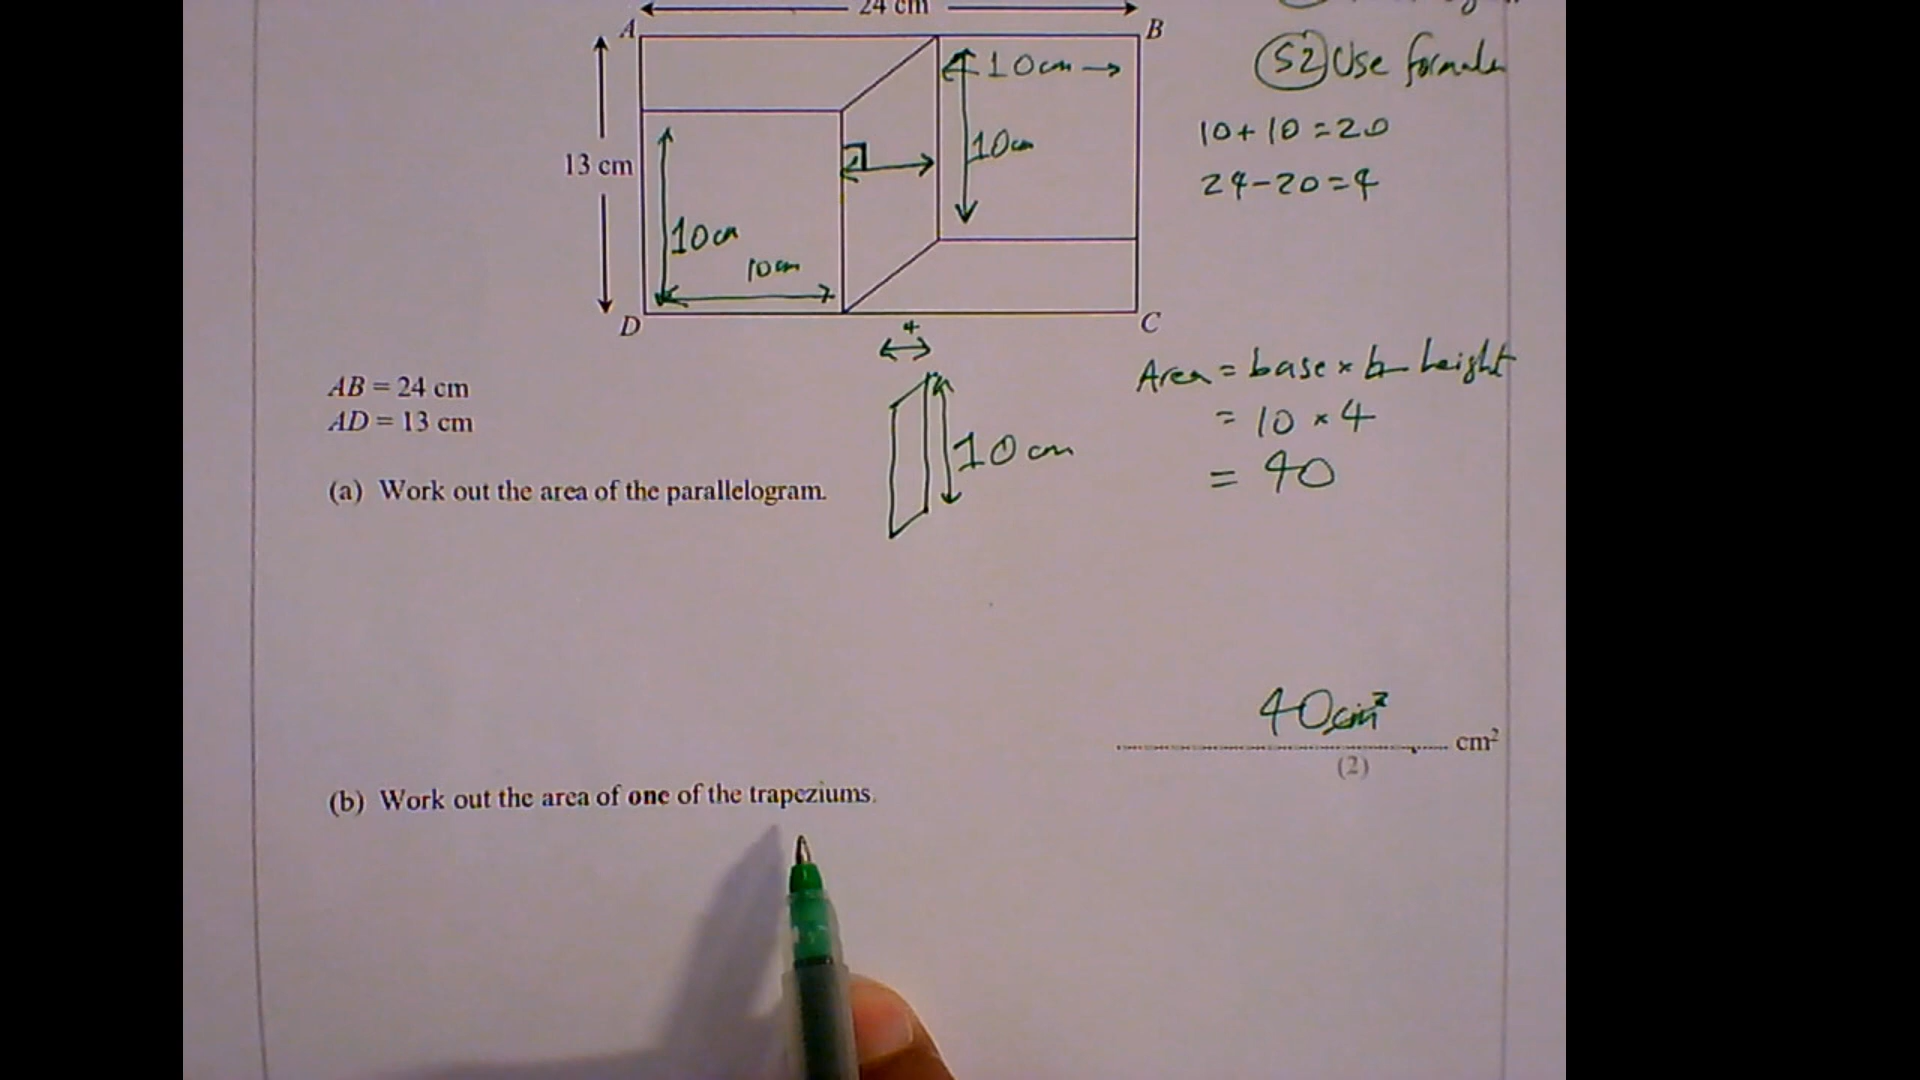 24 cm
A
B
10cm
S2 Use formula
10+10=20
24-20=4
13 cm
10cm
10cm
10cm
D
C
4
Area = base × height
AB = 24 cm
= 10 × 4
AD = 13 cm
10 cm
= 40
(a) Work out the area of the parallelogram.
40cm²
cm²
(2)
(b) Work out the area of one of the trapeziums.